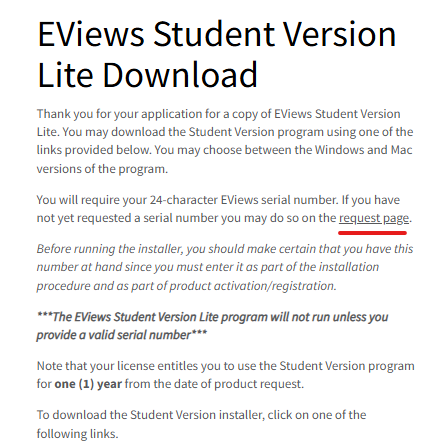 EViews Student Version
Lite Download
Thank you for your application for a copy of EViews Student Version
Lite. You may download the Student Version program using one of the
links provided below. You may choose between the Windows and Mac
versions of the program.
You will require your 24-character EViews serial number. If you have
not yet requested a serial number you may do so on the request page.
Before running the installer, you should make certain that you have this
number at hand since you must enter it as part of the installation
procedure and as part of product activation/registration.
***The EViews Student Version Lite program will not run unless you
provide a valid serial number***
Note that your license entitles you to use the Student Version program
for one (1) year from the date of product request.
To download the Student Version installer, click on one of the
following links.